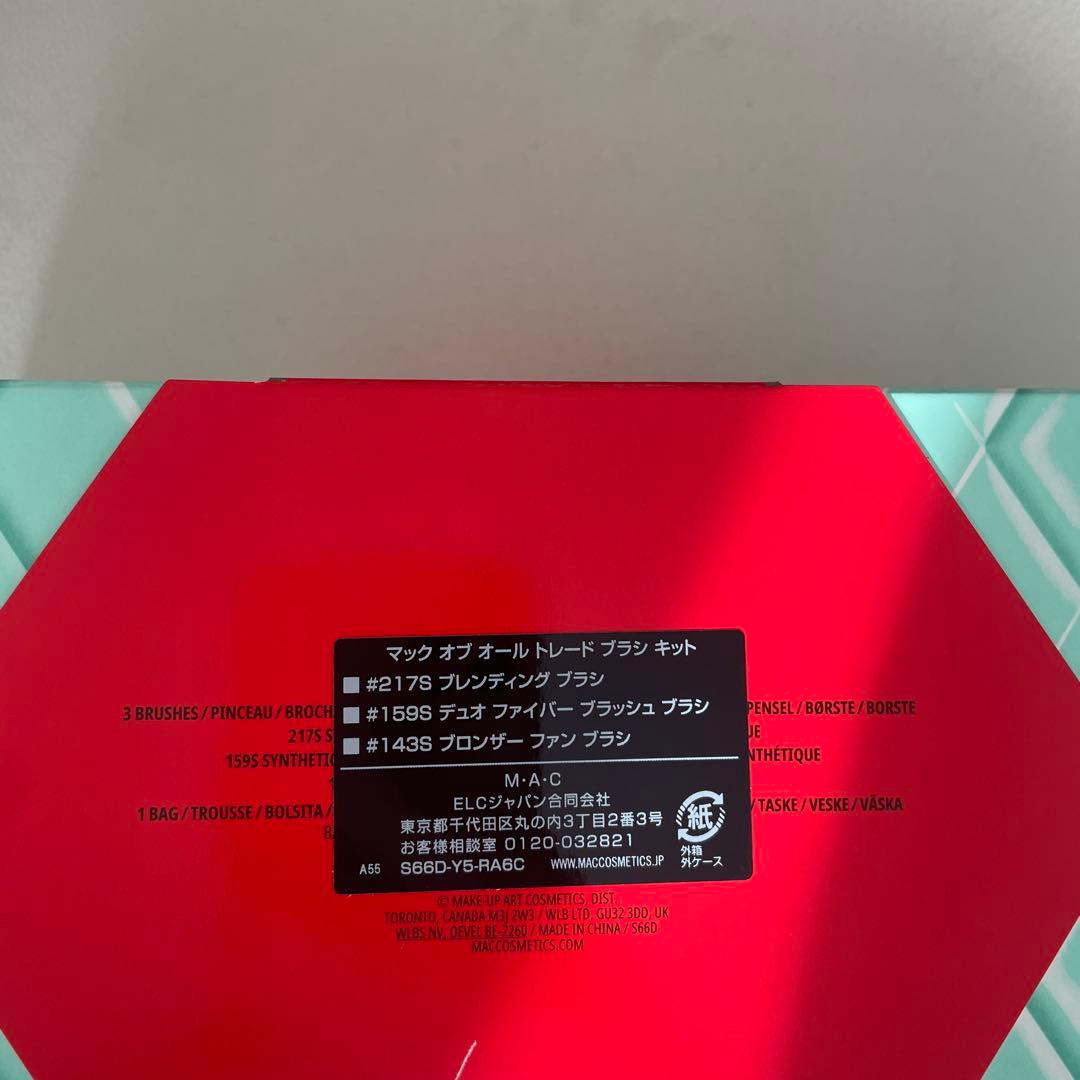 マック オブ オール トレード ブラシ キット
#217S ブレンディング ブラシ
#159S デュオ ファイバー ブラッシュ ブラシ
#143S ブロンザー ファン ブラシ
3 BRUSHES / PINCEAU / BROCH
PENSEL / BØRSTE / BORSTE
217S S
159S SYNTHETIC
NTHÉTIQUE
1 BAG / TROUSSE / BOLSITA /
/ TASKE / VESKE / VÄSKA
M・A・C
ELCジャパン合同会社
東京都千代田区丸の内3丁目2番3号
お客様相談室 0120-032821
A55 S66D-Y5-RA6C WWW.MACCOSMETICS.JP
紙
外箱
外ケース
© MAKE-UP ART COSMETICS, DIST.
TORONTO, CANADA M3J 2W3 / WLB LTD. GU32 3DD, UK
WLBS NV, OEVEL BE-2260 / MADE IN CHINA / S66D
MACCOSMETICS.COM